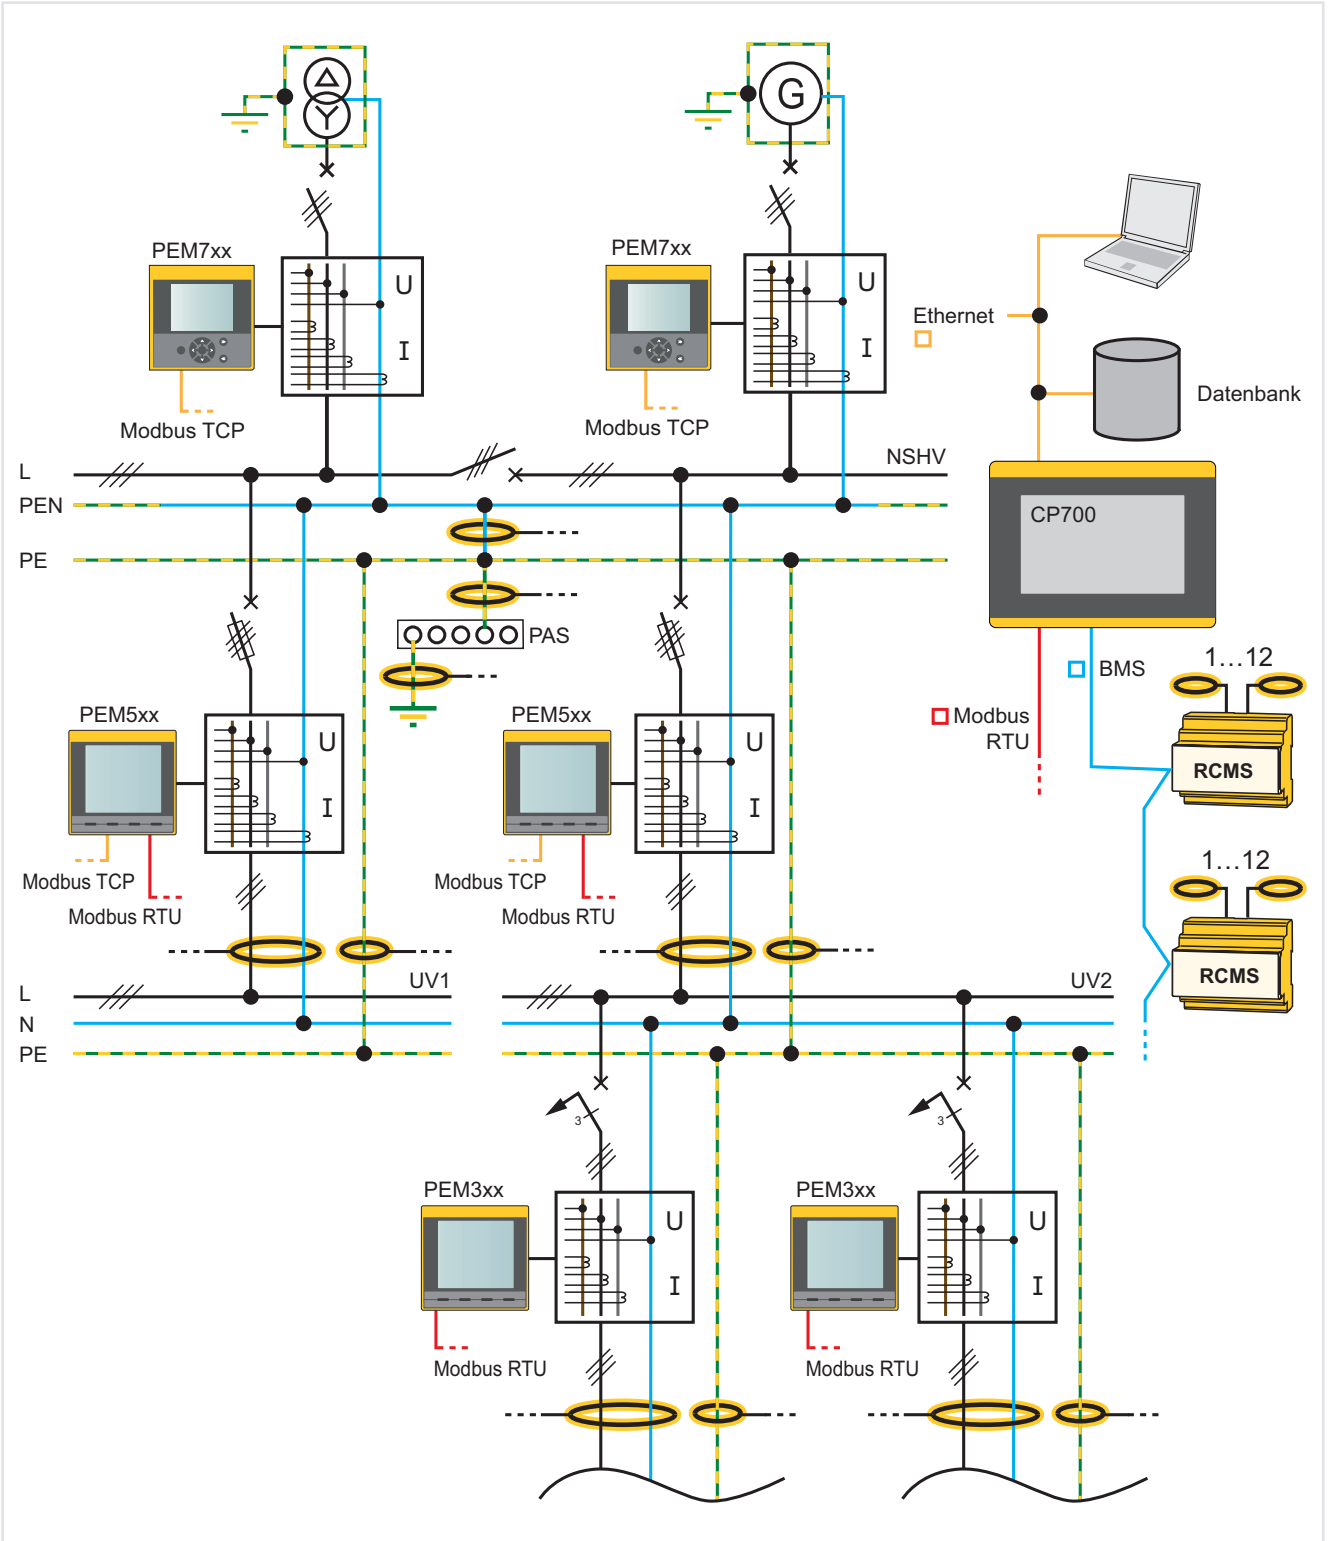 G
PEM7xx
PEM7xx
U
I
U
I
Ethernet
Datenbank
Modbus TCP
Modbus TCP
L
NSHV
PEN
CP700
PE
PAS
1...12
BMS
Modbus
RTU
RCMS
PEM5xx
PEM5xx
U
I
U
I
1...12
RCMS
Modbus TCP
Modbus RTU
Modbus TCP
Modbus RTU
UV1
UV2
L
N
PE
3
3
PEM3xx
PEM3xx
U
I
U
I
Modbus RTU
Modbus RTU